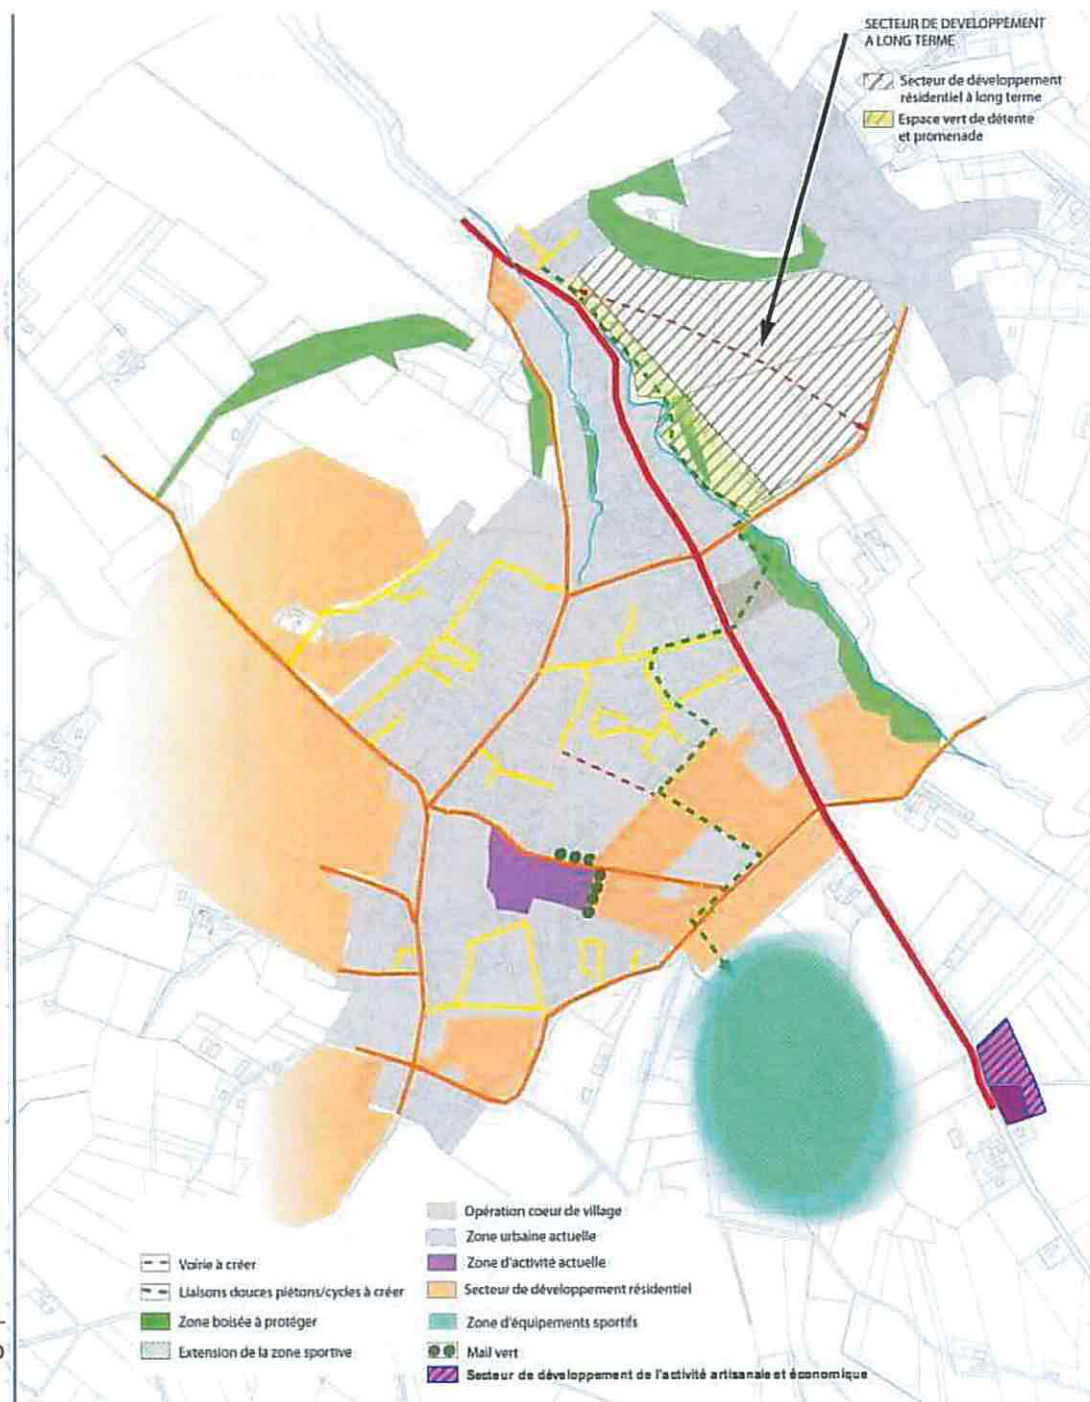 SECTEUR DE DEVELOPPEMENT
A LONG TERME
Secteur de développement
résidentiel à long terme
Espace vert de détente
et promenade
Opération coeur de village
Zone urbaine actuelle
Voirie à créer
Zone d'activité actuelle
Liaisons douces piétons/cycles à créer
Secteur de développement résidentiel
Zone boisée à protéger
Zone d'équipements sportifs
Extension de la zone sportive
Mail vert
Secteur de développement de l'activité artisanale et économique